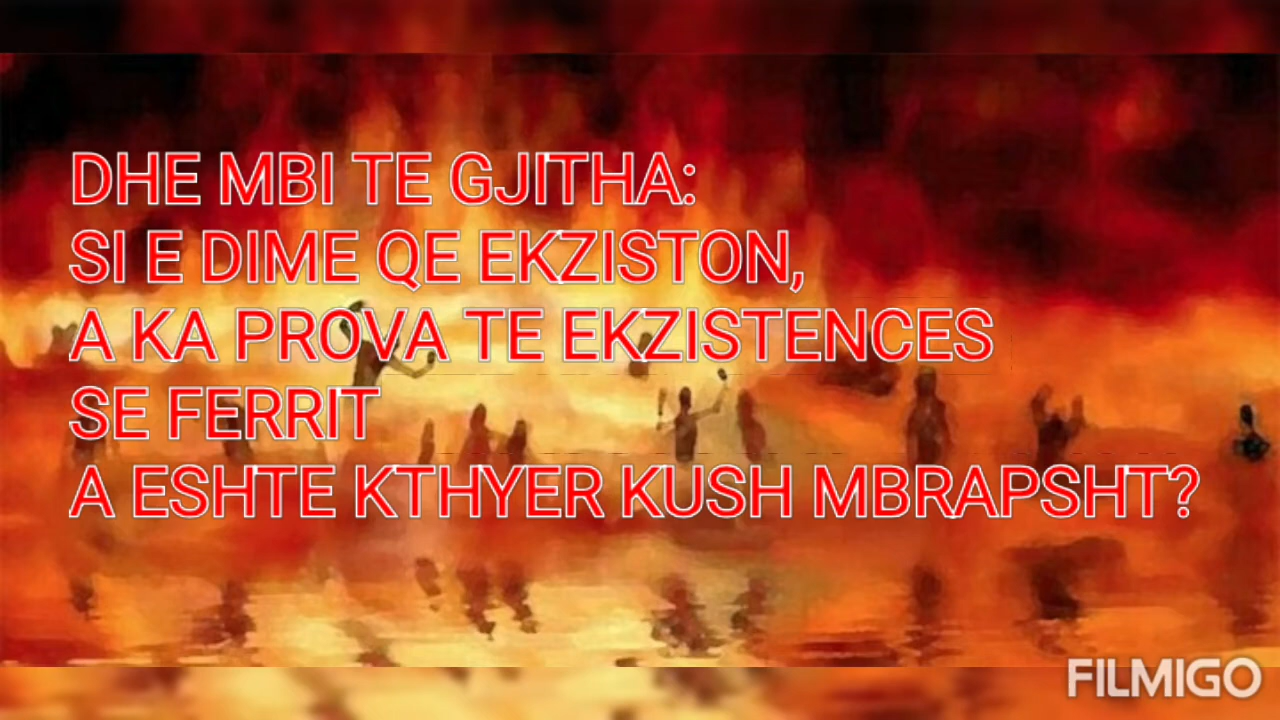 DHE MBI TE GJITHA:
SI E DIME QE EKZISTON,
A KA PROVA TE EKZISTENCES
SE FERRIT
A ESHTE KTHYER KUSH MBRAPSHT?
FILMIGO